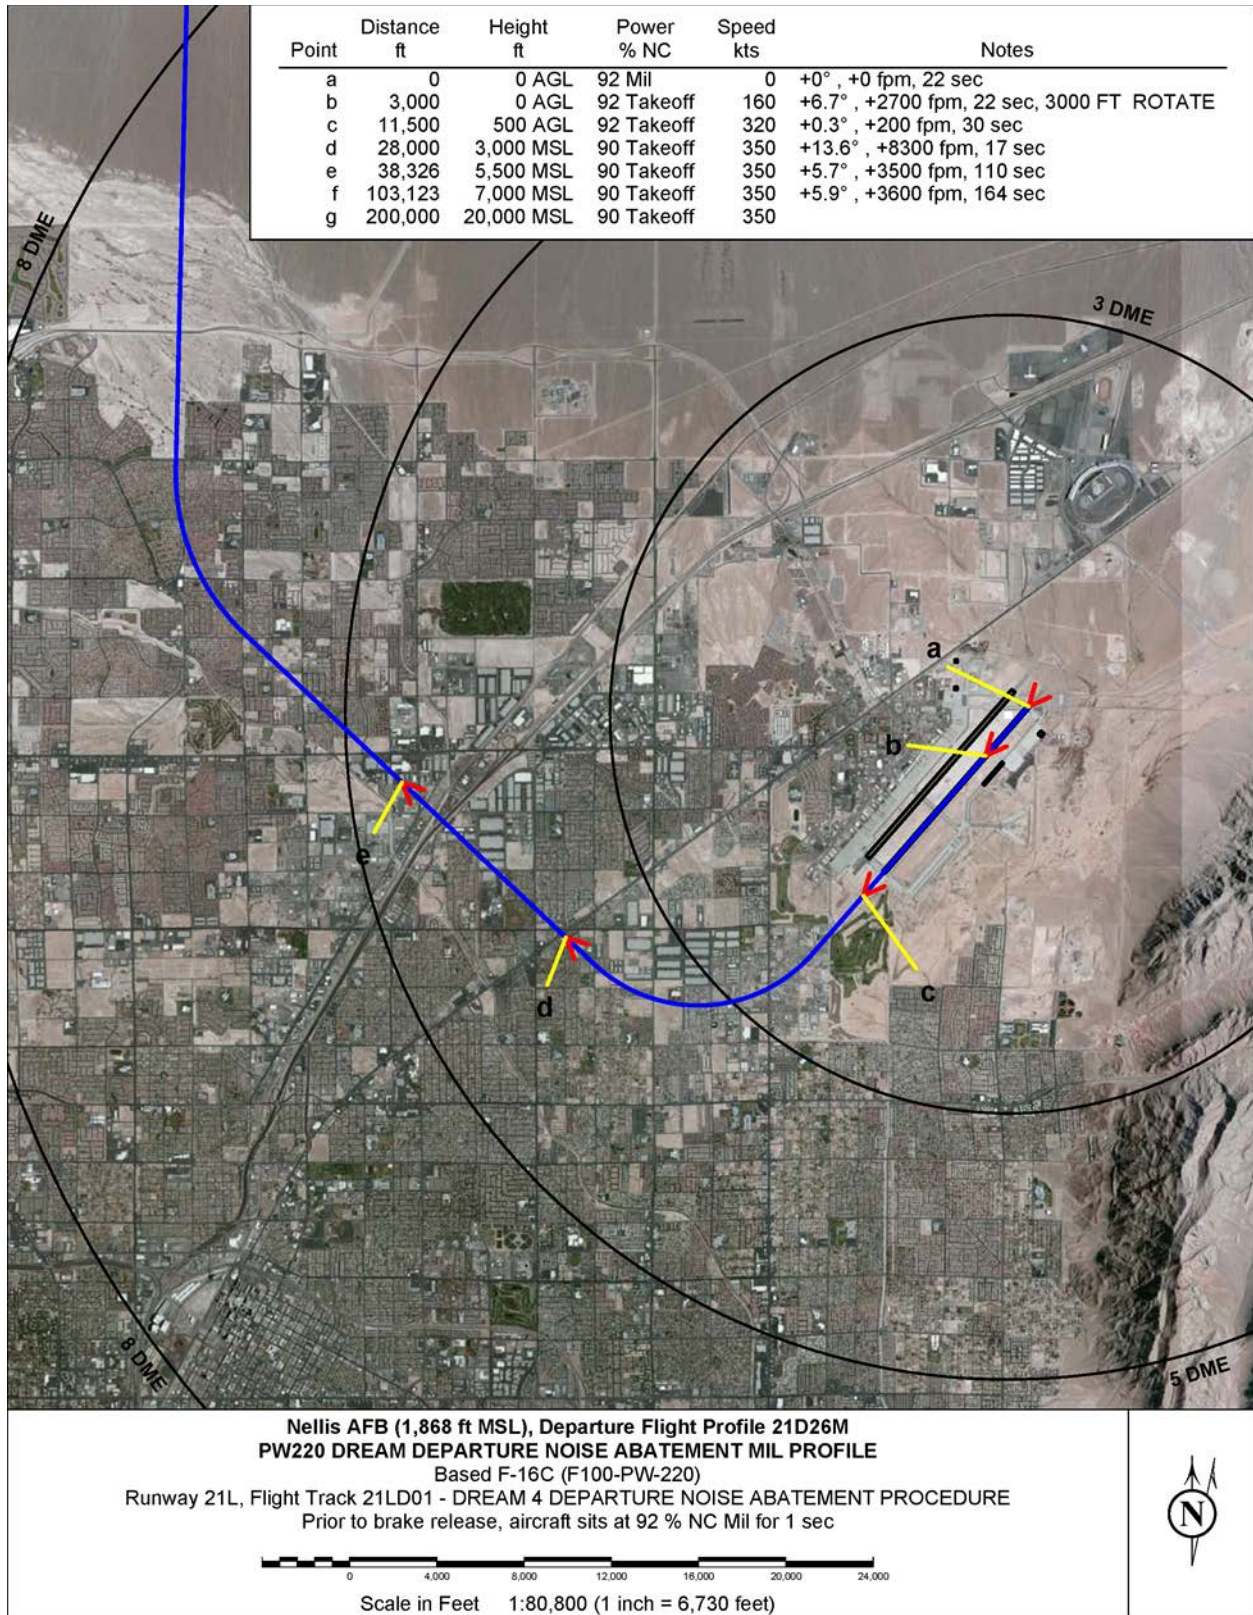 Distance Height Power Speed
Point ft ft % NC kts Notes
a 0 0 AGL 92 Mil 0 +0° , +0 fpm, 22 sec
b 3,000 0 AGL 92 Takeoff 160 +6.7° , +2700 fpm, 22 sec, 3000 FT ROTATE
c 11,500 500 AGL 92 Takeoff 320 +0.3° , +200 fpm, 30 sec
d 28,000 3,000 MSL 90 Takeoff 350 +13.6° , +8300 fpm, 17 sec
e 38,326 5,500 MSL 90 Takeoff 350 +5.7° , +3500 fpm, 110 sec
f 103,123 7,000 MSL 90 Takeoff 350 +5.9° , +3600 fpm, 164 sec
g 200,000 20,000 MSL 90 Takeoff 350
8 DME
3 DME
a
b
e
c
d
8 DME
5 DME
Nellis AFB (1,868 ft MSL), Departure Flight Profile 21D26M
PW220 DREAM DEPARTURE NOISE ABATEMENT MIL PROFILE
Based F-16C (F100-PW-220)
Runway 21L, Flight Track 21LD01 - DREAM 4 DEPARTURE NOISE ABATEMENT PROCEDURE
Prior to brake release, aircraft sits at 92 % NC Mil for 1 sec
N
0 4,000 8,000 12,000 16,000 20,000 24,000
Scale in Feet 1:80,800 (1 inch = 6,730 feet)